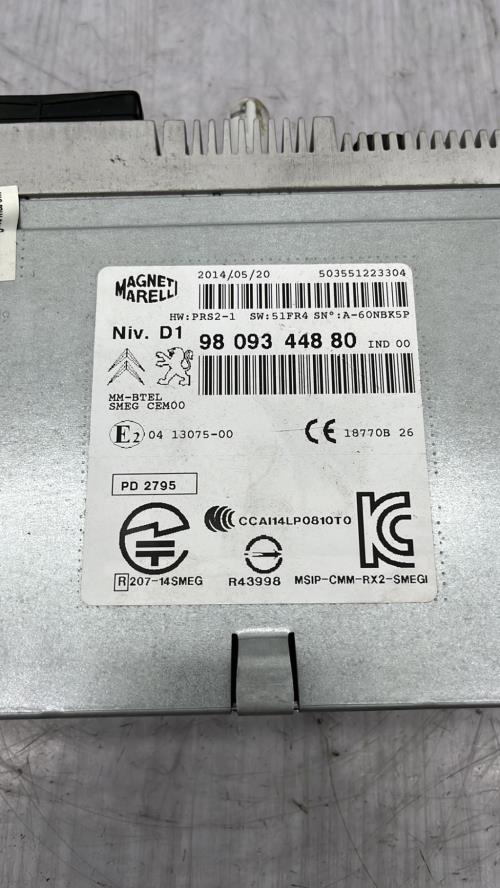 MAGNETI
MARELLI
2014/05/20 503551223304
HW:PRS2-1 SW:51FR4 SN°:A-60NBK5P
Niv. D1 98 093 448 80 IND 00
MM-BTEL
SMEG CEM00
E2 04 13075-00 CE 18770B 26
PD 2795
CCAI14LP0810T0
R 207-14SMEG R43998 MSIP-CMM-RX2-SMEGI